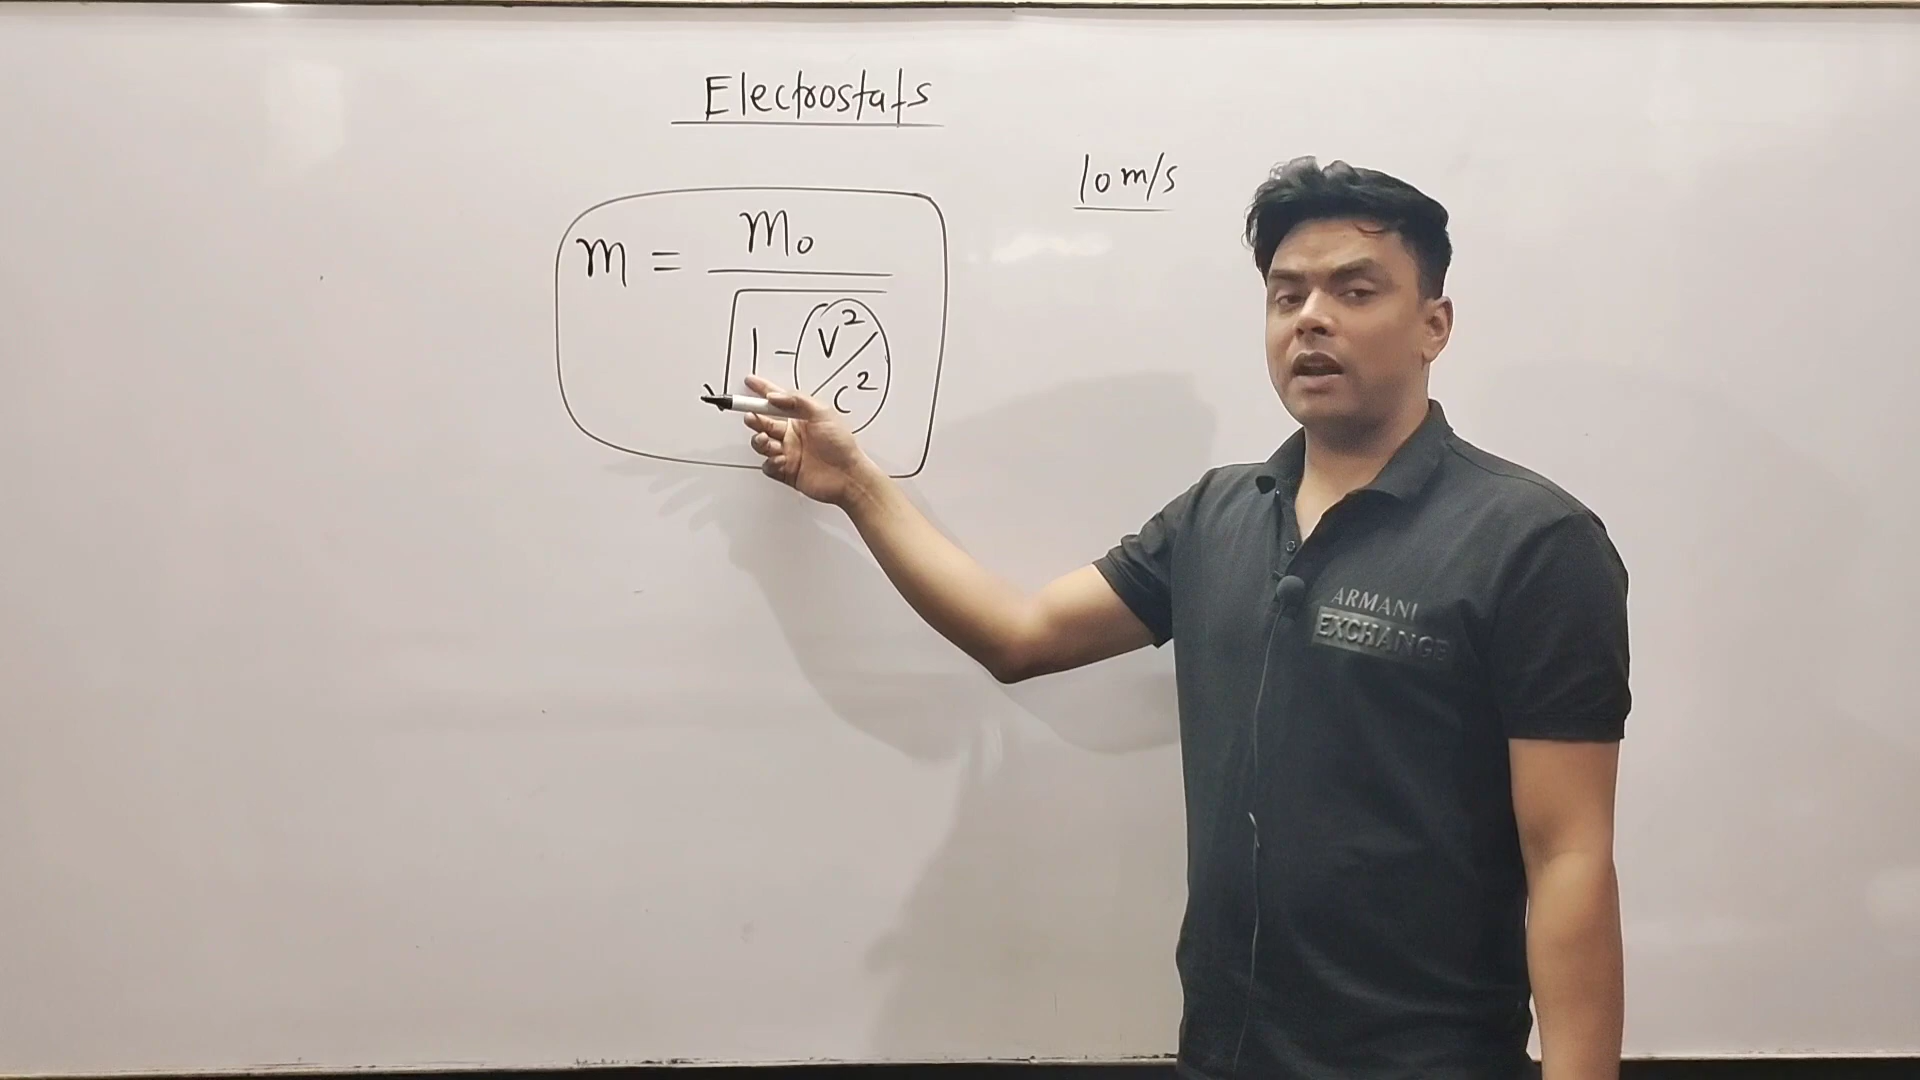 Electrostats
10 m/s
m = m₀ / √(1 - v²/c²)
ARMANI
EXCHANGE